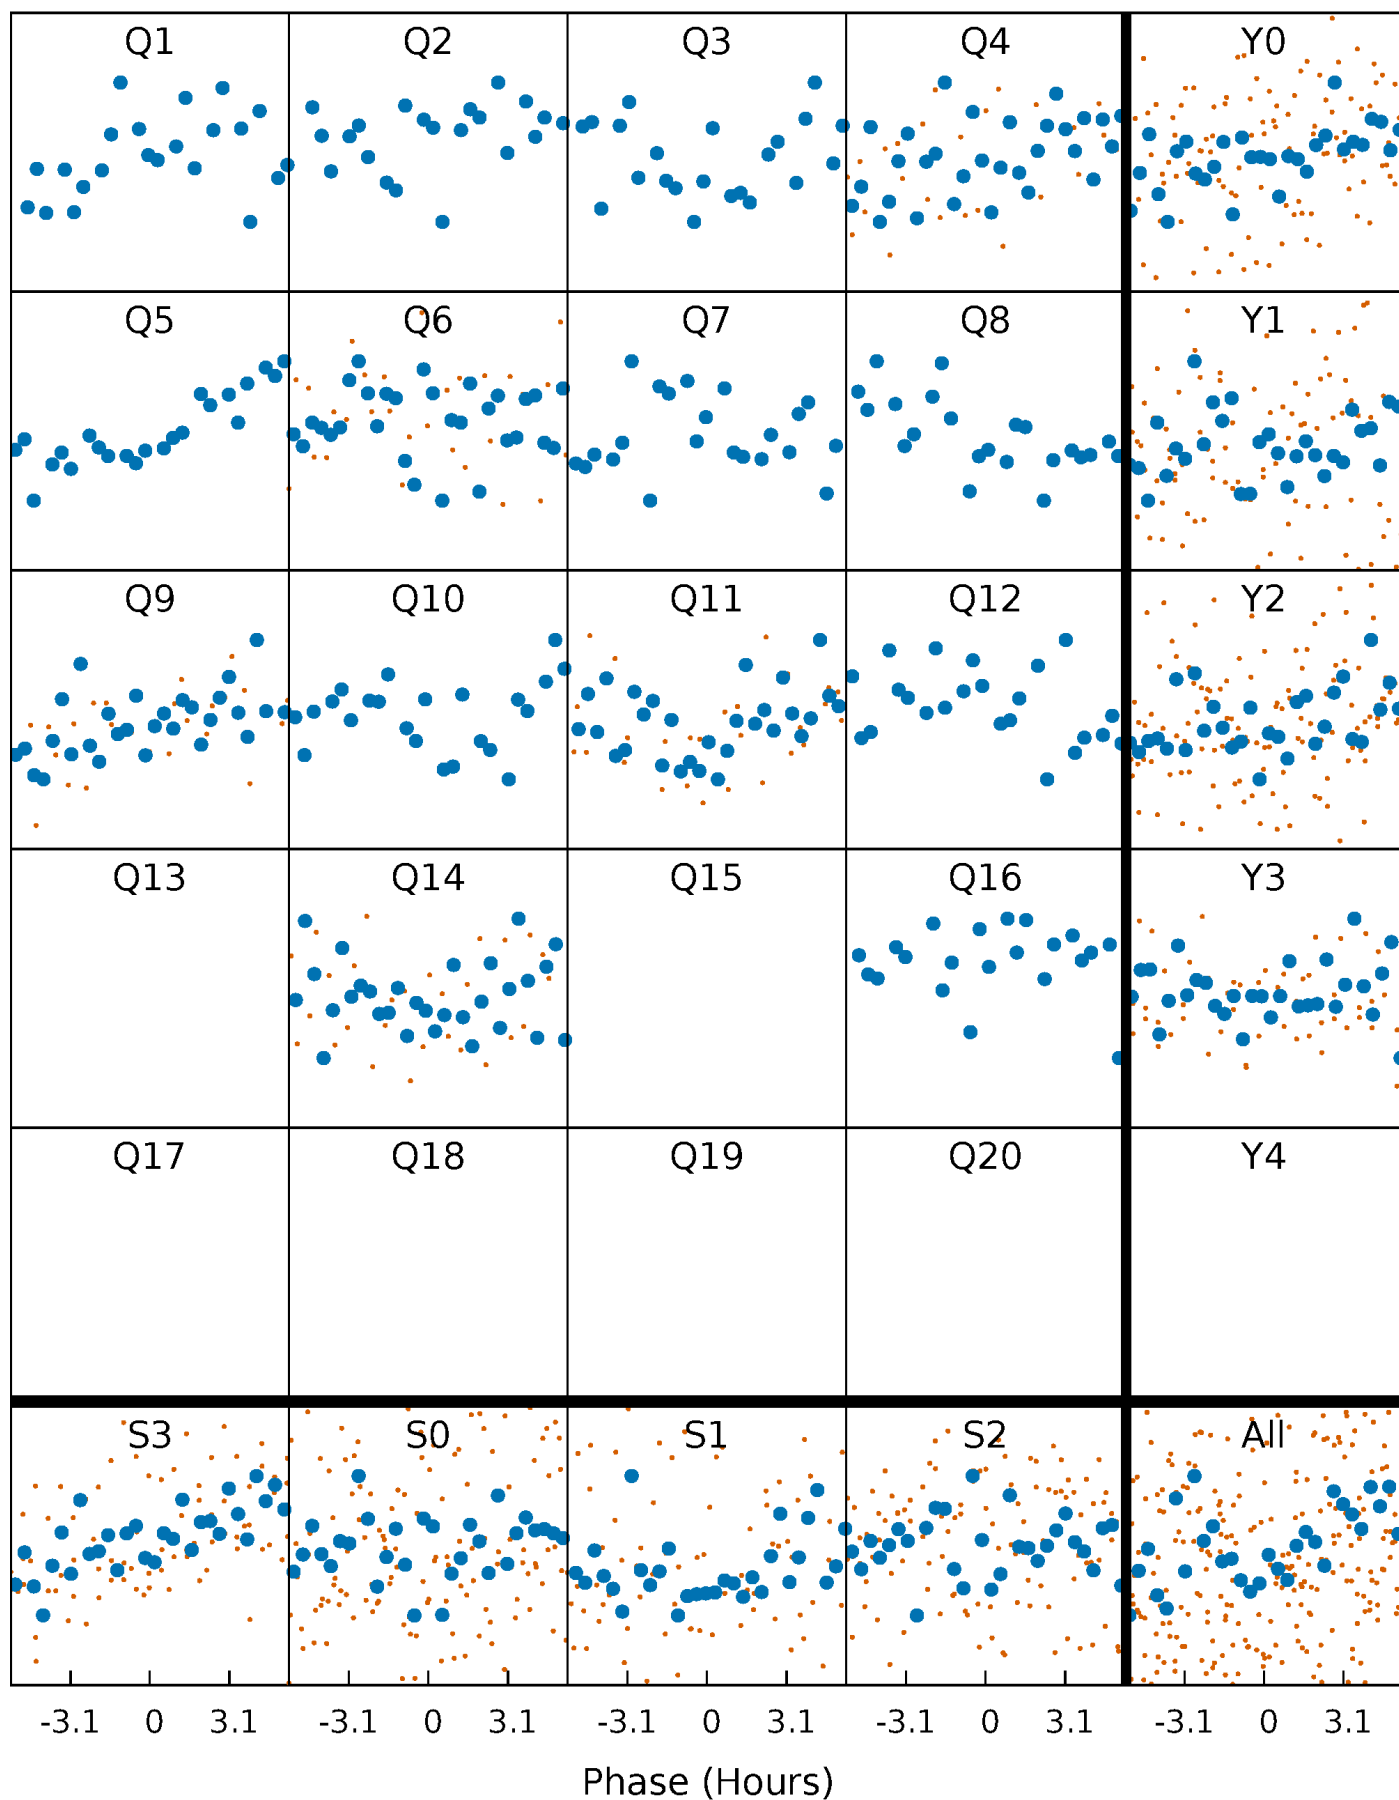 Q1 Q2 Q3 Q4 Y0
Q5 Q6 Q7 Q8 Y1
Q9 Q10 Q11 Q12 Y2
Q13 Q14 Q15 Q16 Y3
Q17 Q18 Q19 Q20 Y4
S3 S0 S1 S2 All
-3.1 0 3.1 -3.1 0 3.1 -3.1 0 3.1 -3.1 0 3.1 -3.1 0 3.1
Phase (Hours)